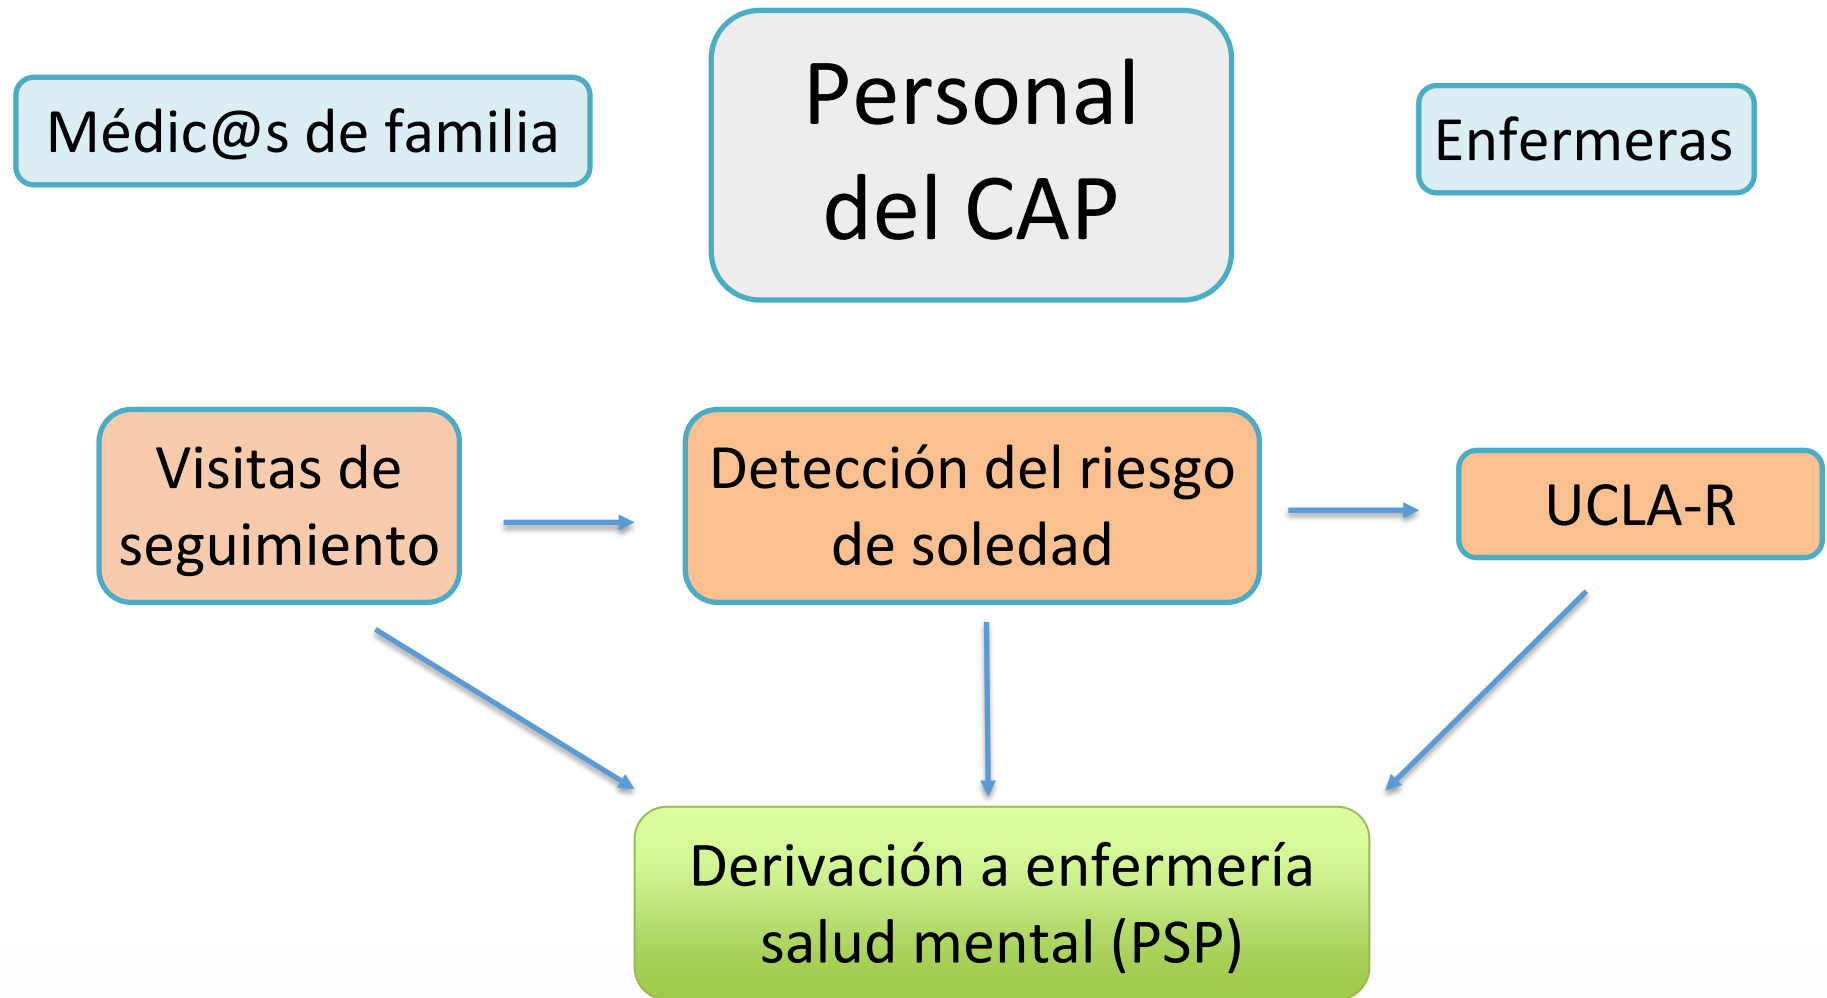 Personal
del CAP
Médic@s de familia
Enfermeras
Visitas de
seguimiento
Detección del riesgo
de soledad
UCLA-R
Derivación a enfermería
salud mental (PSP)